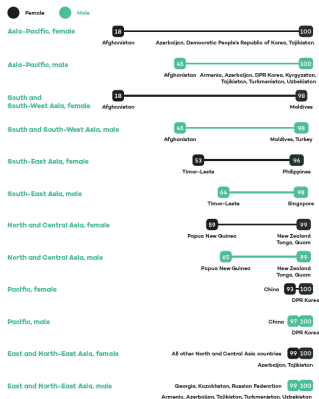 Female Male
Asia-Pacific, female 18 100
Afghanistan Azerbaijan, Democratic People's Republic of Korea, Tajikistan
Asia-Pacific, male 45 100
Afghanistan Armenia, Azerbaijan, DPR Korea, Kyrgyzstan,
Tajikistan, Turkmenistan, Uzbekistan
South and
South-West Asia, female 18 98
Afghanistan Maldives
South and South-West Asia, male 45 98
Afghanistan Maldives, Turkey
South-East Asia, female 53 96
Timor-Leste Philippines
South-East Asia, male 64 98
Timor-Leste Singapore
North and Central Asia, female 59 99
Papua New Guinea New Zealand
Tonga, Guam
North and Central Asia, male 65 99
Papua New Guinea New Zealand
Tonga, Guam
Pacific, female China 93 100
DPR Korea
Pacific, male China 97 100
DPR Korea
East and North-East Asia, female All other North and Central Asia countries 99 100
Azerbaijan, Tajikistan
East and North-East Asia, male Georgia, Kazakhstan, Russian Federation 99 100
Armenia, Azerbaijan, Tajikistan, Turkmenistan, Uzbekistan